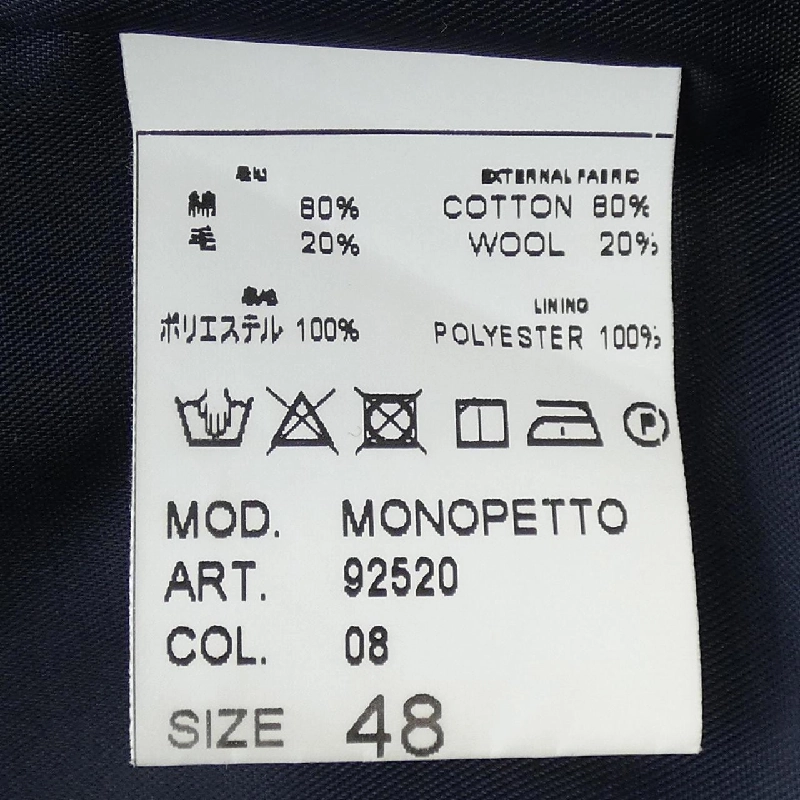 EXTERNAL FABRIC
綿 80% COTTON 80%
毛 20% WOOL 20%
LINING
ポリエステル 100% POLYESTER 100%
P
MOD. MONOPETTO
ART. 92520
COL. 08
SIZE 48